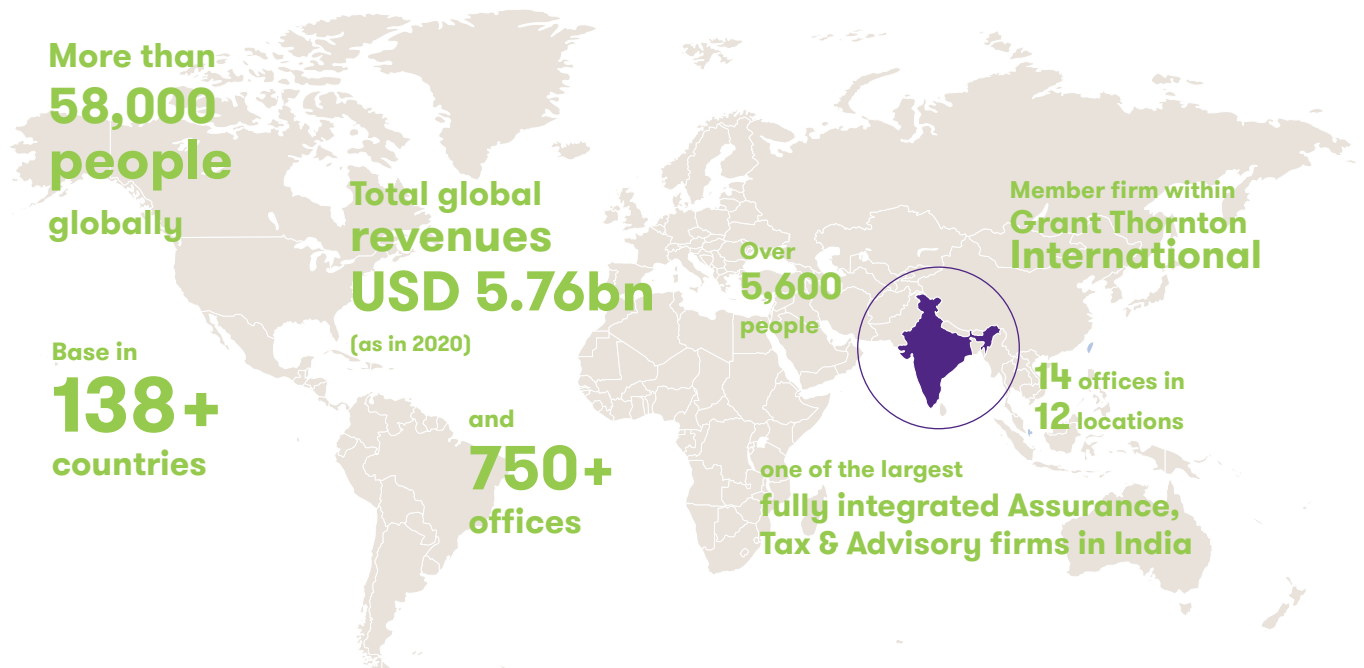 More than
58,000
people
globally
Total global
revenues
USD 5.76bn
(as in 2020)
Base in
138+
countries
and
750+
offices
Over
5,600
people
Member firm within
Grant Thornton
International
14 offices in
12 locations
one of the largest
fully integrated Assurance,
Tax & Advisory firms in India